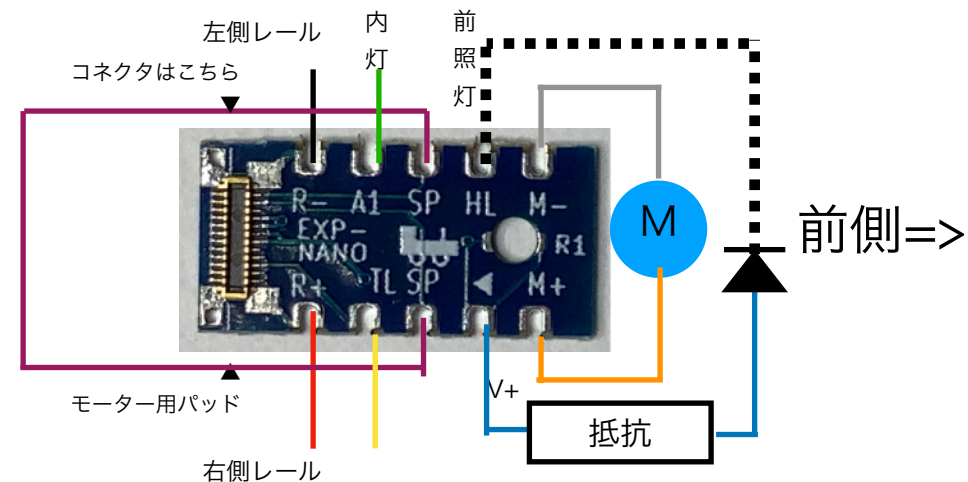 左側レール
内灯
前照灯
コネクタはこちら
R- A1 SP HL M-
EXP-
NANO
R1
R+ TL SP M+
M
前側=>
モーター用パッド
V+
抵抗
右側レール